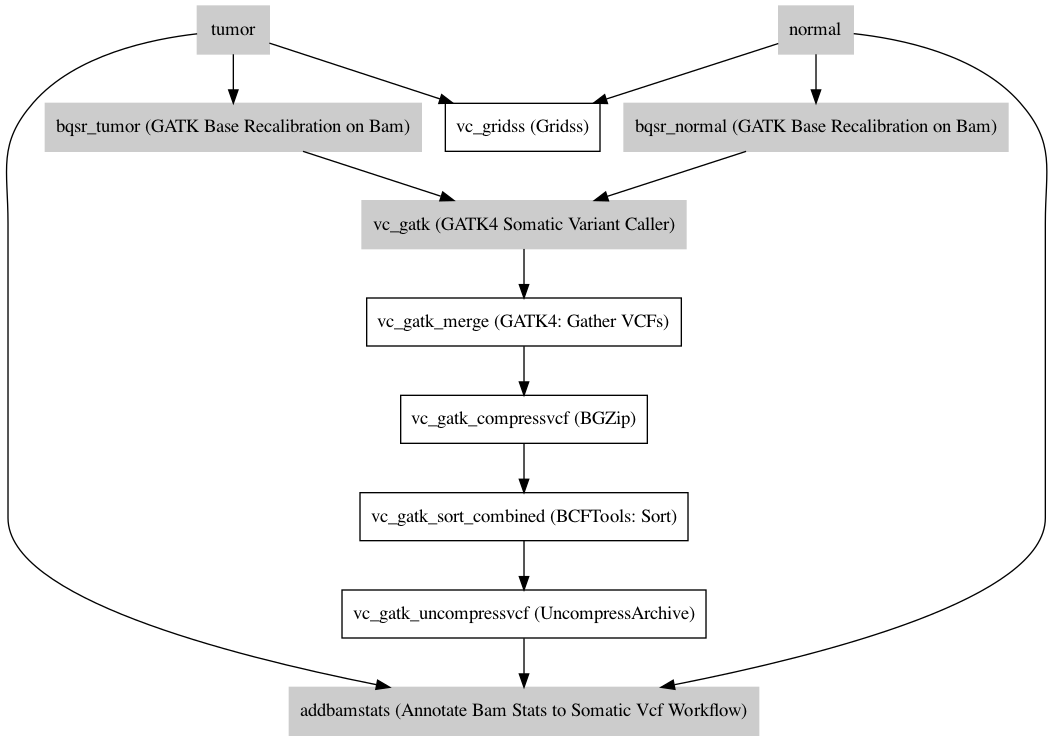 tumor
normal
bqsr_tumor (GATK Base Recalibration on Bam)
vc_gridss (Gridss)
bqsr_normal (GATK Base Recalibration on Bam)
vc_gatk (GATK4 Somatic Variant Caller)
vc_gatk_merge (GATK4: Gather VCFs)
vc_gatk_compressvcf (BGZip)
vc_gatk_sort_combined (BCFTools: Sort)
vc_gatk_uncompressvcf (UncompressArchive)
addbamstats (Annotate Bam Stats to Somatic Vcf Workflow)